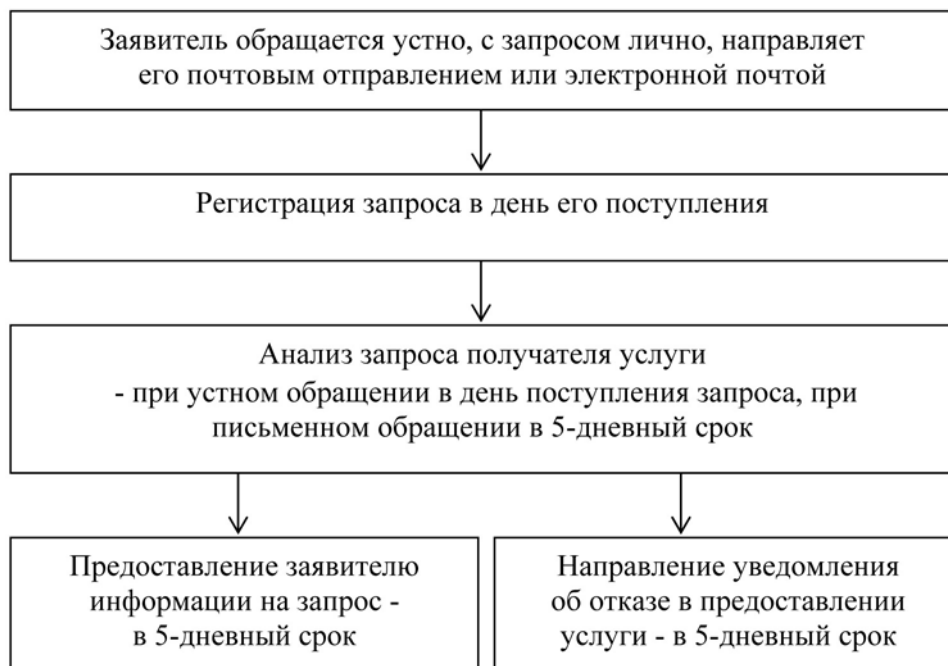 Заявитель обращается устно, с запросом лично, направляет
его почтовым отправлением или электронной почтой
Регистрация запроса в день его поступления
Анализ запроса получателя услуги
- при устном обращении в день поступления запроса, при
письменном обращении в 5-дневный срок
Предоставление заявителю
информации на запрос -
в 5-дневный срок
Направление уведомления
об отказе в предоставлении
услуги - в 5-дневный срок